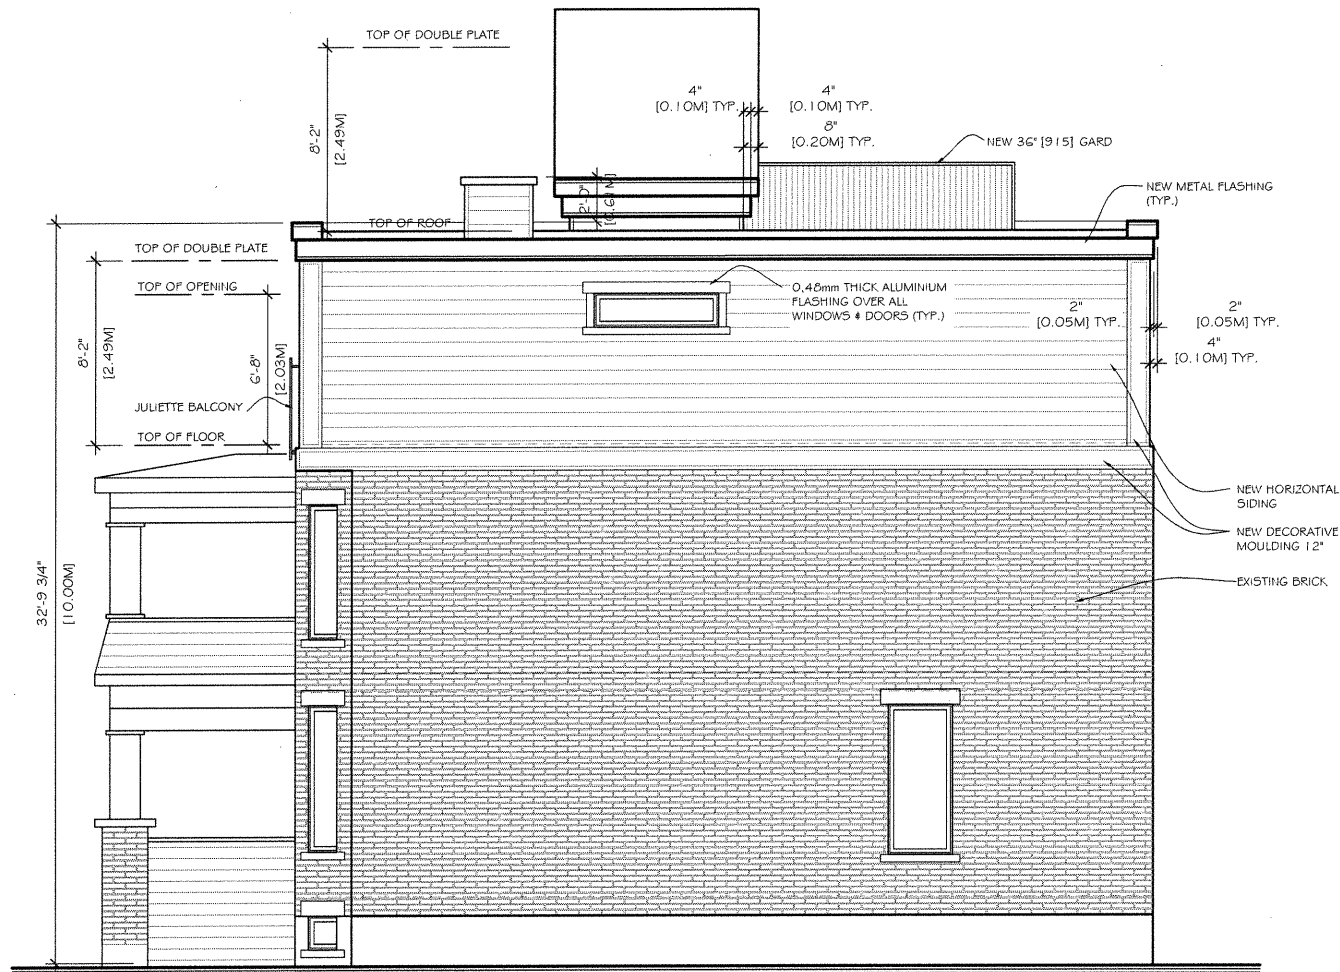 TOP OF DOUBLE PLATE
8'-2"
[2.49M]
4"
[0.10M] TYP.
4"
[0.10M] TYP.
8"
[0.20M] TYP.
NEW 36" [915] GARD
NEW METAL FLASHING
(TYP.)
2'-0"
[0.61M]
TOP OF ROOF
TOP OF DOUBLE PLATE
TOP OF OPENING
0.48mm THICK ALUMINIUM
FLASHING OVER ALL
WINDOWS & DOORS (TYP.)
2"
[0.05M] TYP.
2"
[0.05M] TYP.
4"
[0.10M] TYP.
8'-2"
[2.49M]
6'-8"
[2.03M]
JULIETTE BALCONY
TOP OF FLOOR
NEW HORIZONTAL
SIDING
NEW DECORATIVE
MOULDING 12"
EXISTING BRICK
32'-9 3/4"
[10.00M]